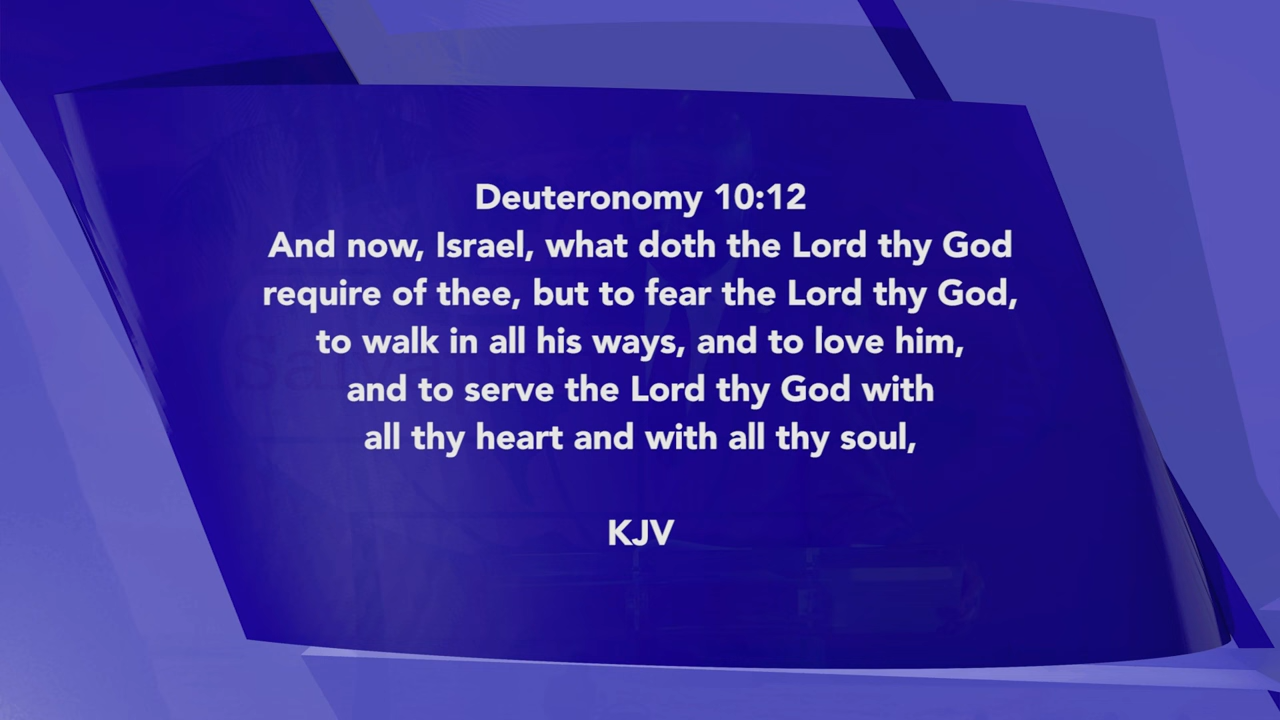 Deuteronomy 10:12
And now, Israel, what doth the Lord thy God
require of thee, but to fear the Lord thy God,
to walk in all his ways, and to love him,
and to serve the Lord thy God with
all thy heart and with all thy soul,
KJV